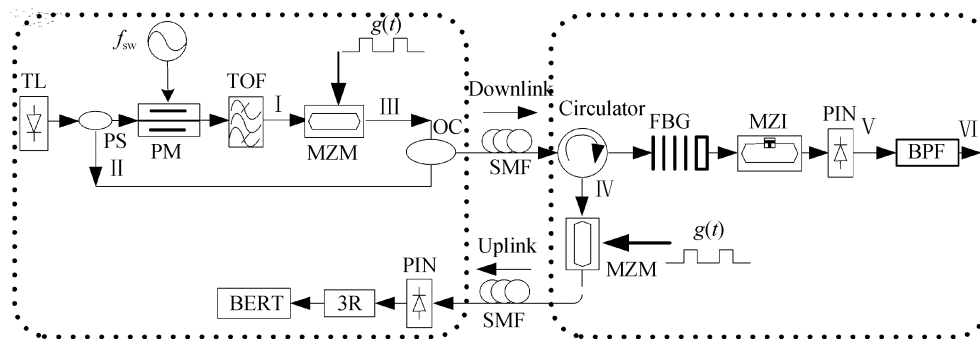 g(t)
f_sw
TL
TOF
I
III
PS
PM
MZM
OC
II
Downlink
SMF
Circulator
FBG
MZI
PIN
V
VI
BPF
IV
g(t)
MZM
Uplink
SMF
PIN
3R
BERT